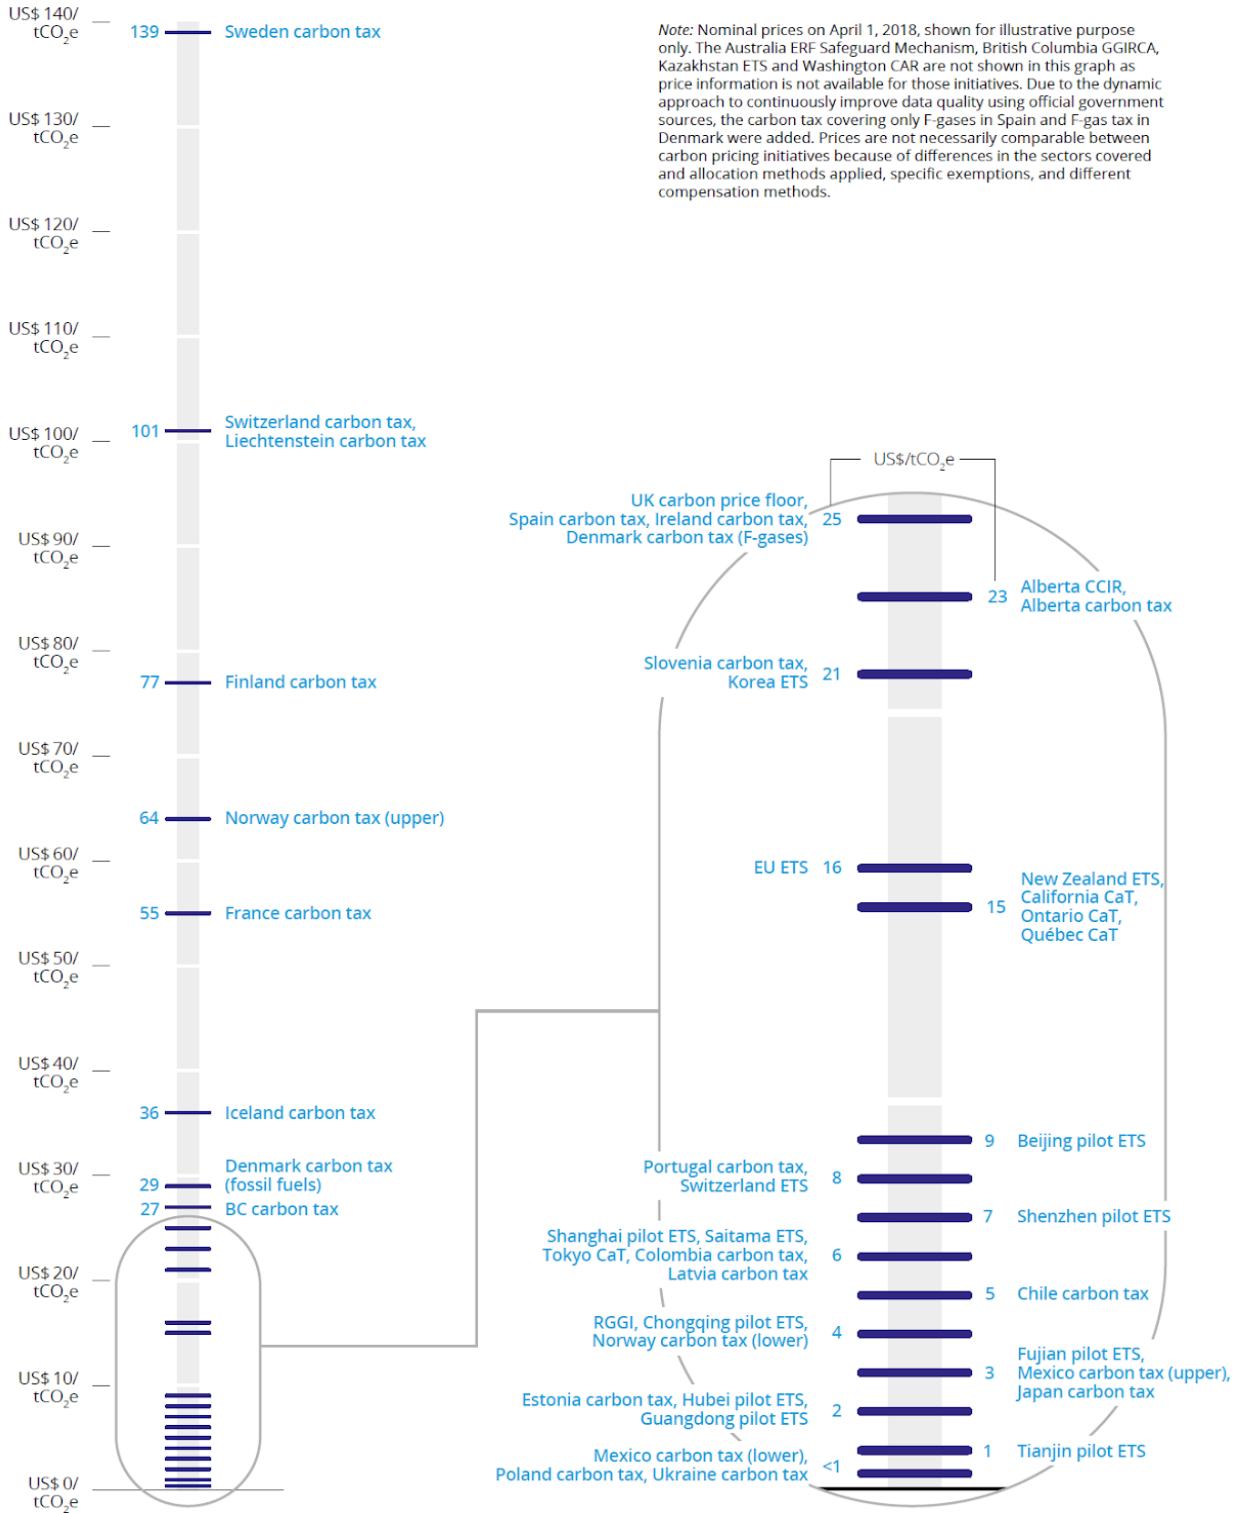 US$ 140/
tCO2e
139
Sweden carbon tax
Note: Nominal prices on April 1, 2018, shown for illustrative purpose
only. The Australia ERF Safeguard Mechanism, British Columbia GGIRCA,
Kazakhstan ETS and Washington CAR are not shown in this graph as
price information is not available for those initiatives. Due to the dynamic
approach to continuously improve data quality using official government
sources, the carbon tax covering only F-gases in Spain and F-gas tax in
Denmark were added. Prices are not necessarily comparable between
carbon pricing initiatives because of differences in the sectors covered
and allocation methods applied, specific exemptions, and different
compensation methods.
US$ 130/
tCO2e
US$ 120/
tCO2e
US$ 110/
tCO2e
US$ 100/
tCO2e
101
Switzerland carbon tax,
Liechtenstein carbon tax
US$ 90/
tCO2e
US$ 80/
tCO2e
77
Finland carbon tax
US$ 70/
tCO2e
64
Norway carbon tax (upper)
US$ 60/
tCO2e
55
France carbon tax
US$ 50/
tCO2e
US$ 40/
tCO2e
36
Iceland carbon tax
US$ 30/
tCO2e
29
Denmark carbon tax
(fossil fuels)
27
BC carbon tax
US$ 20/
tCO2e
US$ 10/
tCO2e
US$ 0/
tCO2e
US$/tCO2e
UK carbon price floor,
Spain carbon tax, Ireland carbon tax,
Denmark carbon tax (F-gases)
25
23
Alberta CCIR,
Alberta carbon tax
Slovenia carbon tax,
Korea ETS
21
EU ETS
16
15
New Zealand ETS,
California CaT,
Ontario CaT,
Québec CaT
9
Beijing pilot ETS
Portugal carbon tax,
Switzerland ETS
8
7
Shenzhen pilot ETS
Shanghai pilot ETS, Saitama ETS,
Tokyo CaT, Colombia carbon tax,
Latvia carbon tax
6
5
Chile carbon tax
RGGI, Chongqing pilot ETS,
Norway carbon tax (lower)
4
3
Fujian pilot ETS,
Mexico carbon tax (upper),
Japan carbon tax
Estonia carbon tax, Hubei pilot ETS,
Guangdong pilot ETS
2
1
Tianjin pilot ETS
Mexico carbon tax (lower),
Poland carbon tax, Ukraine carbon tax
<1